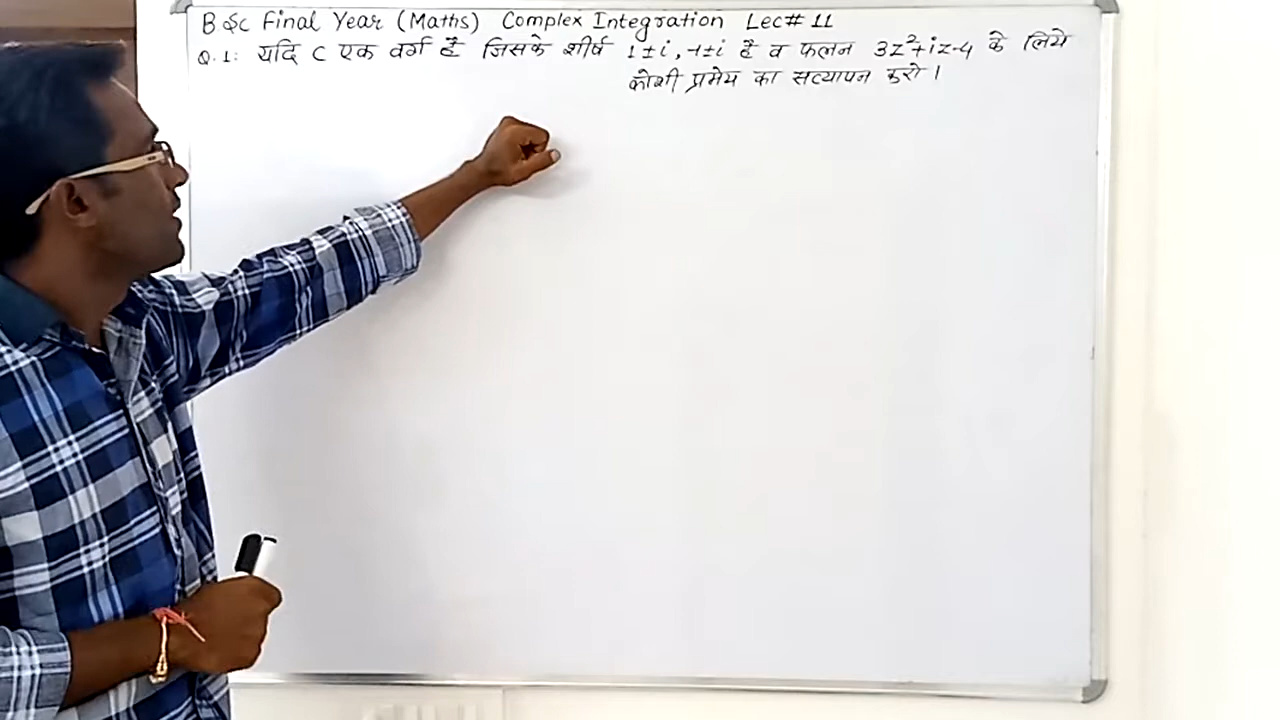 BSc Final Year (Maths) Complex Integration Lec# 11
Q.1: यदि C एक वर्ग है जिसके शीर्ष 1±i, -1±i है व फलन 3z²+iz-4 के लिये
कोशी प्रमेय का सत्यापन करो।